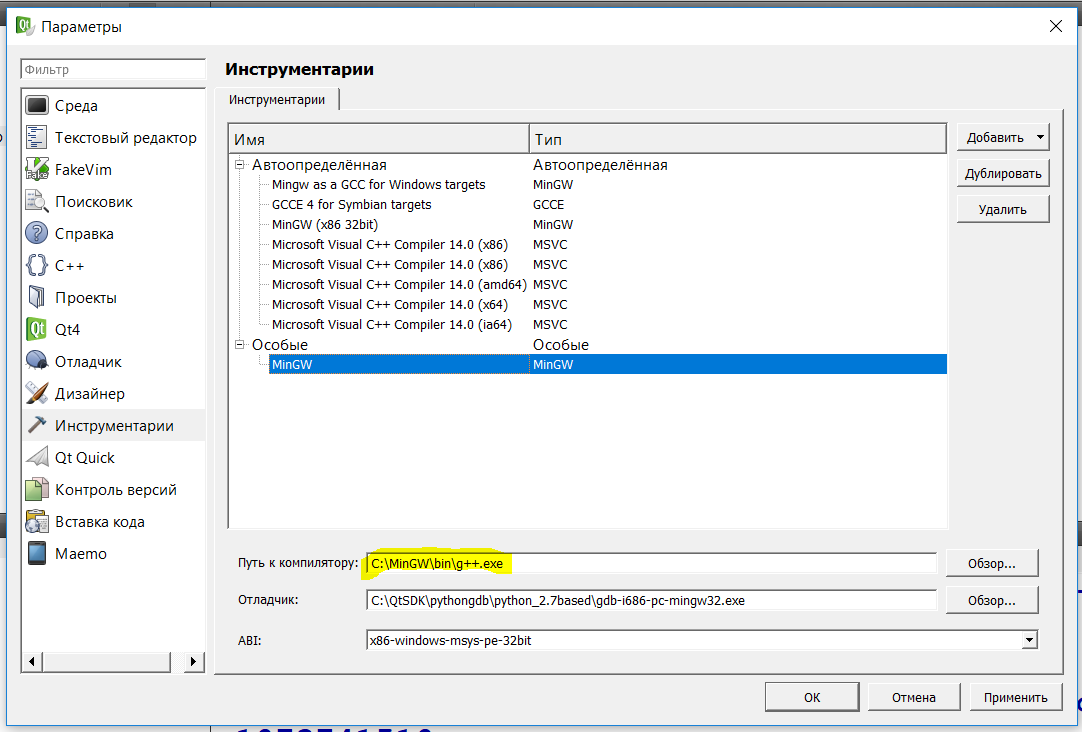 Параметры
Фильтр
Среда
Текстовый редактор
FakeVim
Поисковик
Справка
C++
Проекты
Qt4
Отладчик
Дизайнер
Инструментарии
Qt Quick
Контроль версий
Вставка кода
Maemo
Инструментарии
Инструментарии
Имя Тип
Автоопределённая Автоопределённая
Mingw as a GCC for Windows targets MinGW
GCCE 4 for Symbian targets GCCE
MinGW (x86 32bit) MinGW
Microsoft Visual C++ Compiler 14.0 (x86) MSVC
Microsoft Visual C++ Compiler 14.0 (x86) MSVC
Microsoft Visual C++ Compiler 14.0 (amd64) MSVC
Microsoft Visual C++ Compiler 14.0 (x64) MSVC
Microsoft Visual C++ Compiler 14.0 (ia64) MSVC
Особые Особые
MinGW MinGW
Добавить
Дублировать
Удалить
Путь к компилятору: C:\MinGW\bin\g++.exe Обзор...
Отладчик: C:\QtSDK\pythongdb\python_2.7based\gdb-i686-pc-mingw32.exe Обзор...
ABI: x86-windows-msys-pe-32bit
ОК Отмена Применить